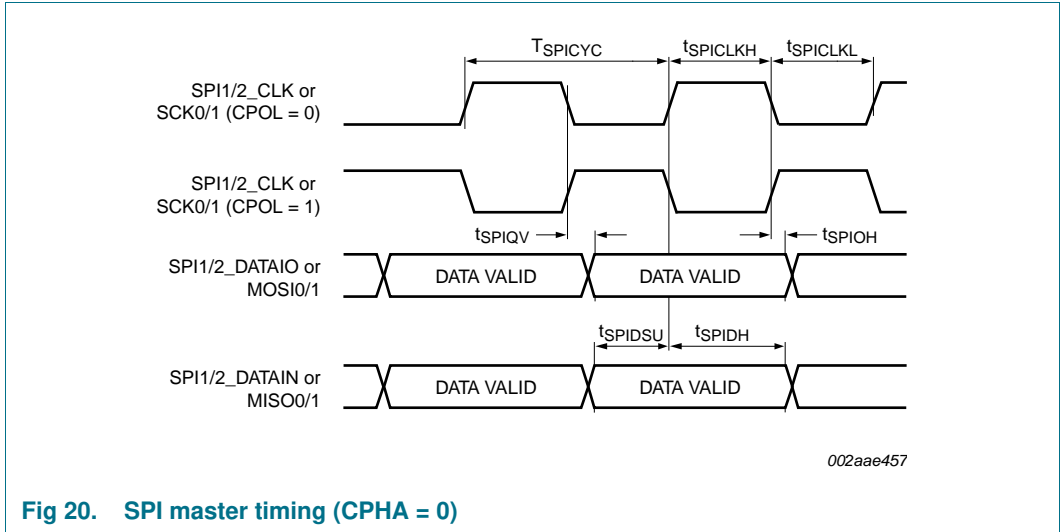 TSPICYC tSPICLKH tSPICLKL
SPI1/2_CLK or
SCK0/1 (CPOL = 0)
SPI1/2_CLK or
SCK0/1 (CPOL = 1)
tSPIQV tSPIOH
SPI1/2_DATAIO or
MOSI0/1
DATA VALID DATA VALID
tSPIDSU tSPIDH
SPI1/2_DATAIN or
MISO0/1
DATA VALID DATA VALID
002aae457
Fig 20. SPI master timing (CPHA = 0)